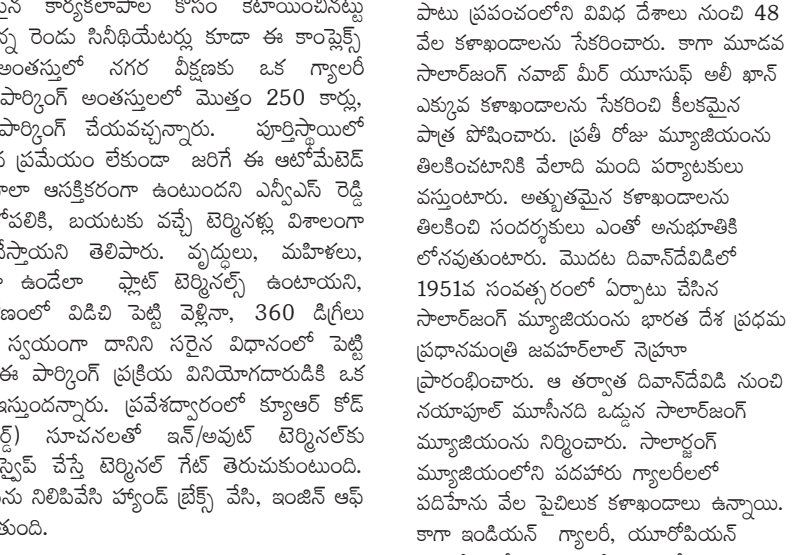 కార్యకలాపాల కోసం కేటాయించినట్టు
రెండు సినీథియేటర్లు కూడా ఈ కాంప్లెక్స్
అంతస్తులో నగర వీక్షణకు ఒక గ్యాలరీ
పార్కింగ్ అంతస్తులలో మొత్తం 250 కార్లు,
పార్కింగ్ చేయవచ్చన్నారు. పూర్తిస్థాయిలో
ప్రమేయం లేకుండా జరిగే ఈ ఆటోమేటెడ్
ఆసక్తికరంగా ఉంటుందని ఎన్వీఎస్ రెడ్డి
బయటకు వచ్చే టెర్మినళ్లు విశాలంగా
తెలిపారు. వృద్ధులు, మహిళలు,
ఉండేలా ఫ్లాట్ టెర్మినల్స్ ఉంటాయని,
విడిచి పెట్టి వెళ్లినా, 360 డిగ్రీలు
స్వయంగా దానిని సరైన విధానంలో పెట్టి
ఈ పార్కింగ్ ప్రక్రియ వినియోగదారుడికి ఒక
ఇస్తుందన్నారు. ప్రవేశద్వారంలో క్యూఆర్ కోడ్
సూచనలతో ఇన్/అవుట్ టెర్మినల్‌కు
స్వైప్ చేస్తే టెర్మినల్ గేట్ తెరుచుకుంటుంది.
నిలిపివేసి హ్యాండ్ బ్రేక్స్ వేసి, ఇంజిన్ ఆఫ్
పాటు ప్రపంచంలోని వివిధ దేశాలు నుంచి 48
వేల కళాఖండాలను సేకరించారు. కాగా మూడవ
సాలార్‌జంగ్ నవాబ్ మీర్ యూసుఫ్ అలీ ఖాన్
ఎక్కువ కళాఖండాలను సేకరించి కీలకమైన
పాత్ర పోషించారు. ప్రతీ రోజు మ్యూజియంను
తిలకించటానికి వేలాది మంది పర్యాటకులు
వస్తుంటారు. అత్భుతమైన కళాఖండాలను
తిలకించి సందర్శకులు ఎంతో అనుభూతికి
లోనవుతుంటారు. మొదట దివాన్‌దేవిడిలో
1951వ సంవత్సరంలో ఏర్పాటు చేసిన
సాలార్‌జంగ్ మ్యూజియంను భారత దేశ ప్రథమ
ప్రధానమంత్రి జవహర్‌లాల్ నెహ్రూ
ప్రారంభించారు. ఆ తర్వాత దివాన్‌దేవిడి నుంచి
నయాపూల్ మూసీనది ఒడ్డున సాలార్‌జంగ్
మ్యూజియంను నిర్మించారు. సాలార్జంగ్
మ్యూజియంలోని పదహారు గ్యాలరీలలో
పదిహేను వేల పైచిలుక కళాఖండాలు ఉన్నాయి.
కాగా ఇండియన్ గ్యాలరీ, యూరోపియన్